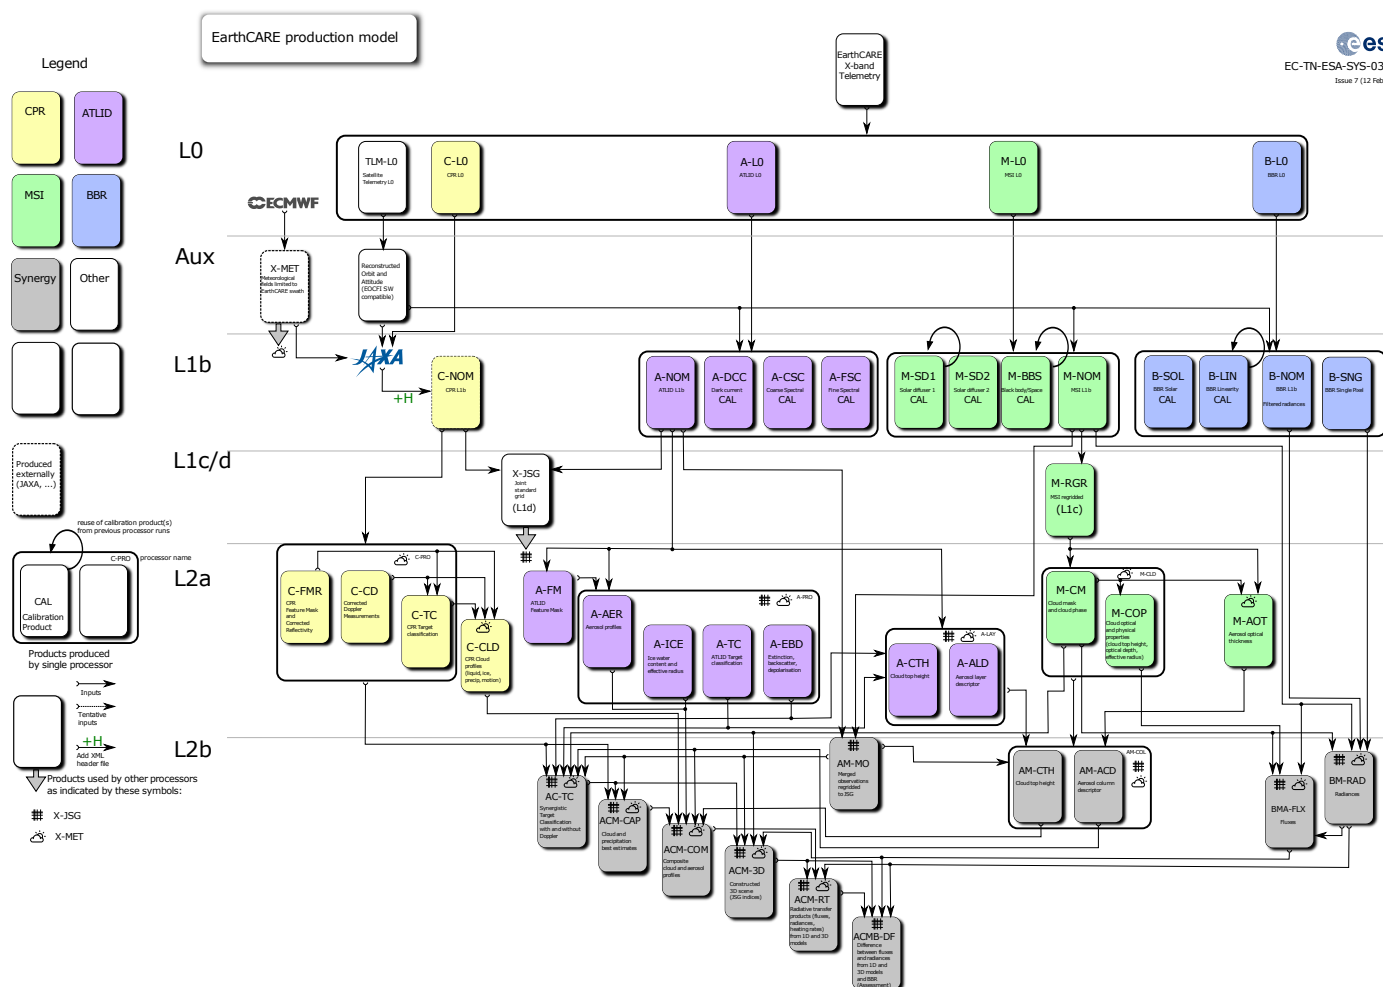 EarthCARE production model
esa
EC-TN-ESA-SYS-03
Issue 7 (12 Feb
Legend
CPR
ATLID
MSI
BBR
Synergy
Other
Produced
externally
(JAXA, ...)
reuse of calibration product(s)
from previous processor runs
C-PRO
processor name
CAL
Calibration
Product
Products produced
by single processor
Inputs
Tentative
inputs
+H
Add XML
header file
Products used by other processors
as indicated by these symbols:
X-JSG
X-MET
EarthCARE
X-band
Telemetry
L0
TLM-L0
Satellite
Telemetry L0
C-L0
CPR L0
A-L0
ATLID L0
M-L0
MSI L0
B-L0
BBR L0
ECMWF
Aux
X-MET
Meteorological
fields limited to
EarthCARE swath
Reconstructed
Orbit and
Attitude
(EOCFI SW
compatible)
L1b
JAXA
+H
C-NOM
CPR L1b
A-NOM
ATLID L1b
A-DCC
Dark current
CAL
A-CSC
Coarse Spectral
CAL
A-FSC
Fine Spectral
CAL
M-SD1
Solar diffuser 1
CAL
M-SD2
Solar diffuser 2
CAL
M-BBS
Black body/Space
CAL
M-NOM
MSI L1b
B-SOL
BBR Solar
CAL
B-LIN
BBR Linearity
CAL
B-NOM
BBR L1b
Filtered radiances
B-SNG
BBR Single Pixel
L1c/d
X-JSG
Joint
standard
grid
(L1d)
M-RGR
MSI regridded
(L1c)
L2a
C-PRO
C-FMR
CPR
Feature Mask
and
Corrected
Reflectivity
C-CD
Corrected
Doppler
Measurements
C-TC
CPR Target
classification
C-CLD
CPR Cloud
profiles
(liquid, ice,
precip, motion)
A-FM
ATLID
Feature Mask
A-PRO
A-AER
Aerosol profiles
A-ICE
Ice water
content and
effective radius
A-TC
ATLID Target
classification
A-EBD
Extinction,
backscatter,
depolarisation
A-LAY
A-CTH
Cloud top height
A-ALD
Aerosol layer
descriptor
M-CLD
M-CM
Cloud mask
and cloud phase
M-COP
Cloud optical
and physical
properties
(cloud top height,
optical depth,
effective radius)
M-AOT
Aerosol optical
thickness
L2b
AC-TC
Synergistic
Target
Classification
with and without
Doppler
ACM-CAP
Cloud and
precipitation
best estimates
ACM-COM
Composite
cloud and aerosol
profiles
ACM-3D
Constructed
3D scene
(JSG indices)
ACM-RT
Radiative transfer
products (fluxes,
radiances,
heating rates)
from 1D and 3D
models
ACMB-DF
Difference
between fluxes
and radiances
from 1D and
3D models
and BBR
(Assessment)
AM-MO
Merged
observations
regridded
to JSG
AM-COL
AM-CTH
Cloud top height
AM-ACD
Aerosol column
descriptor
BMA-FLX
Fluxes
BM-RAD
Radiances